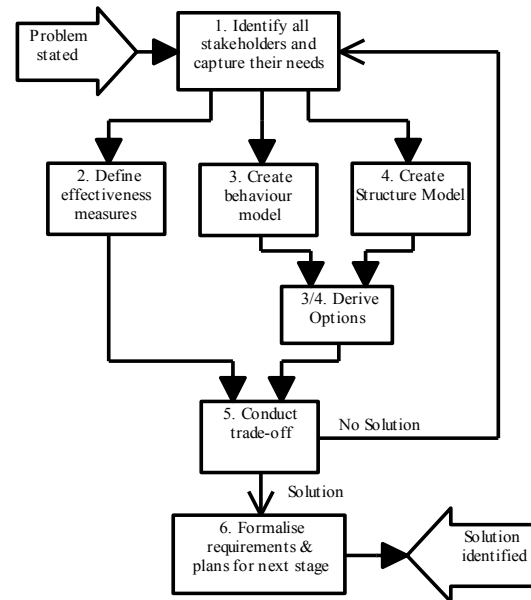 Problem
stated
1. Identify all
stakeholders and
capture their needs
2. Define
effectiveness
measures
3. Create
behaviour
model
4. Create
Structure Model
3/4. Derive
Options
5. Conduct
trade-off
No Solution
Solution
6. Formalise
requirements &
plans for next stage
Solution
identified